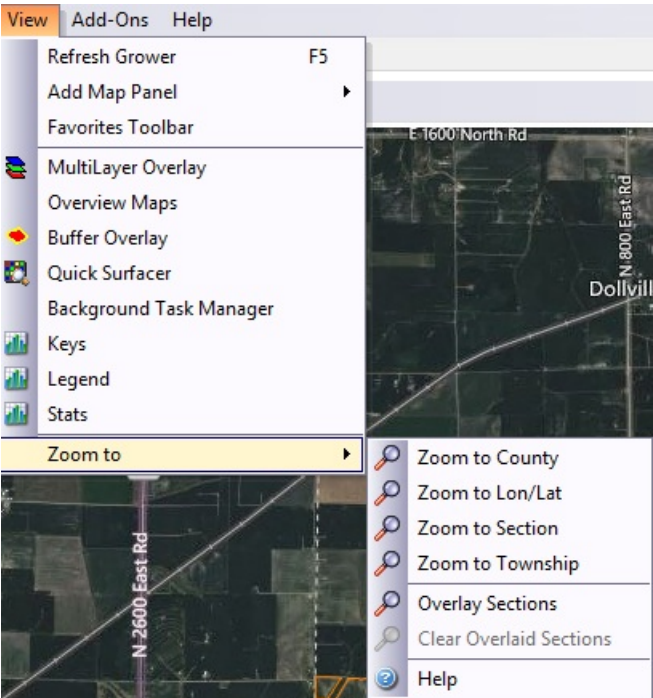 View Add-Ons Help
Refresh Grower F5
Add Map Panel
Favorites Toolbar
E 1600 North Rd
MultiLayer Overlay
Overview Maps
N 800 East Rd
Buffer Overlay
Quick Surfacer
Dollvill
Background Task Manager
Keys
Legend
Stats
Zoom to
Zoom to County
Zoom to Lon/Lat
Zoom to Section
Zoom to Township
N 2600 East Rd
Overlay Sections
Clear Overlaid Sections
Help